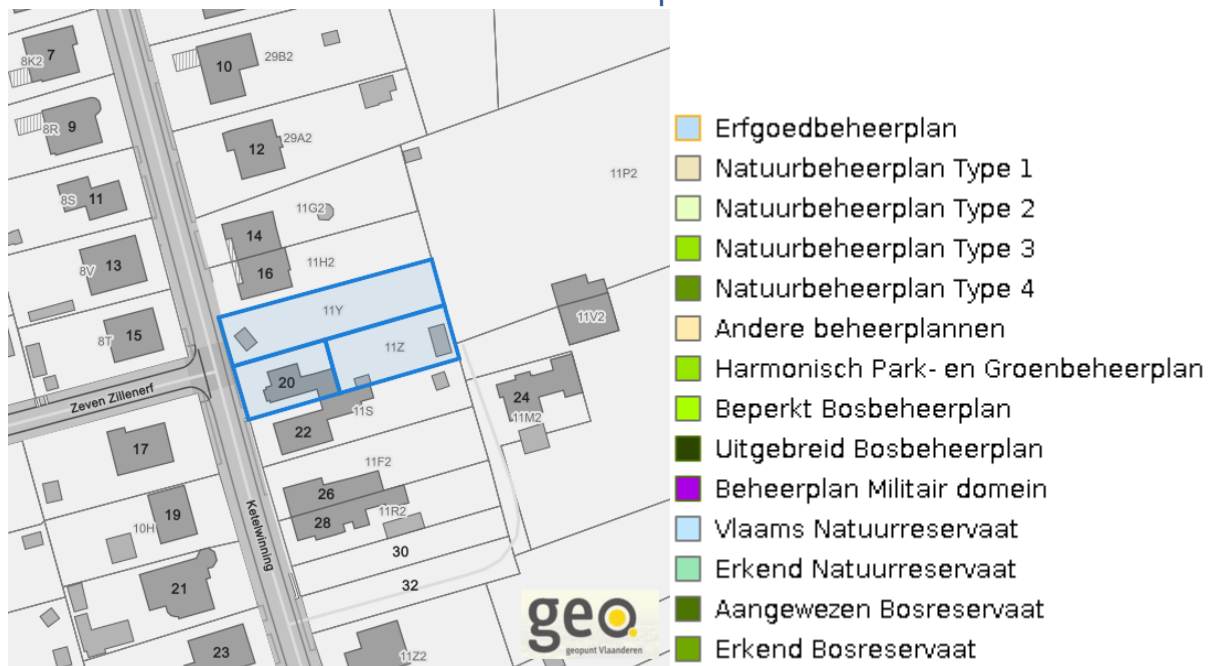 7
8K2
10
29B2
9
8R
12
29A2
11P2
11
8S
11G2
14
13
8V
16
11H2
11Y
11V2
15
8T
11Z
20
Zeven Zillenerf
11S
24
11M2
22
17
11F2
26
19
10H
28
11R2
30
Ketelwinning
32
21
23
11Z2
geo.
geopunt Vlaanderen
Erfgoedbeheerplan
Natuurbeheerplan Type 1
Natuurbeheerplan Type 2
Natuurbeheerplan Type 3
Natuurbeheerplan Type 4
Andere beheerplannen
Harmonisch Park- en Groenbeheerplan
Beperkt Bosbeheerplan
Uitgebreid Bosbeheerplan
Beheerplan Militair domein
Vlaams Natuurreservaat
Erkend Natuurreservaat
Aangewezen Bosreservaat
Erkend Bosreservaat